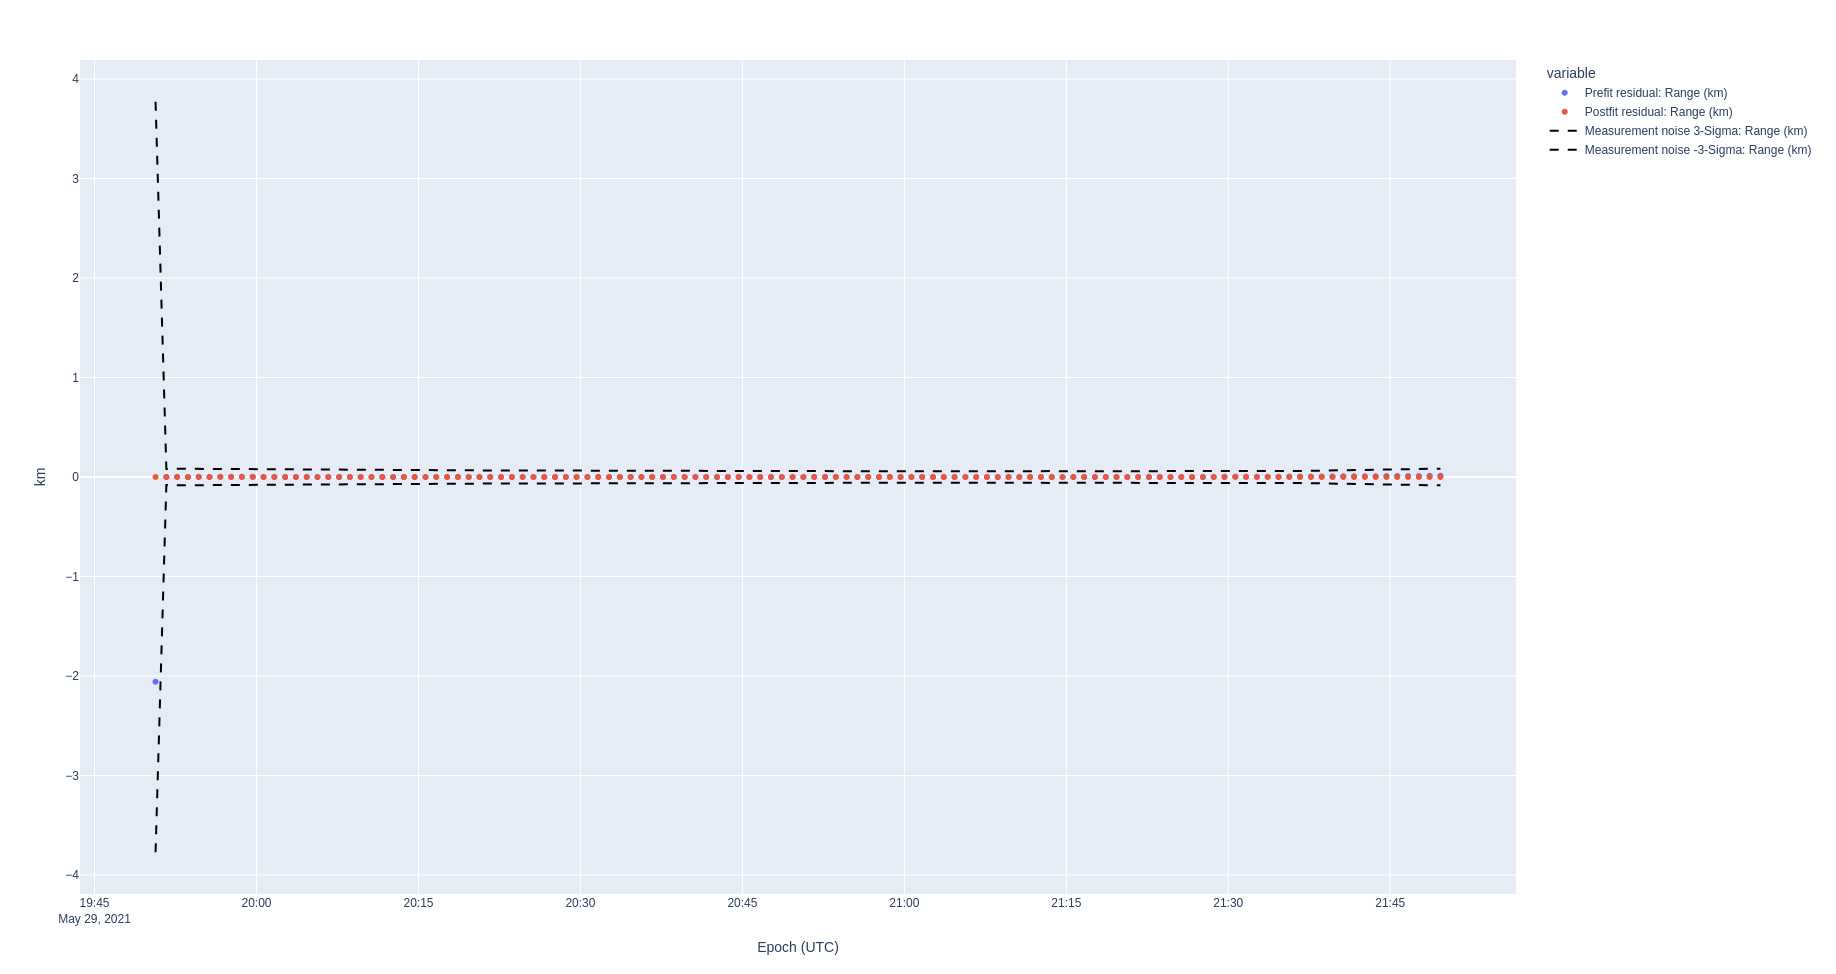 variable
Prefit residual: Range (km)
Postfit residual: Range (km)
Measurement noise 3-Sigma: Range (km)
Measurement noise -3-Sigma: Range (km)
4
3
2
1
0
−1
−2
−3
−4
km
19:45 20:00 20:15 20:30 20:45 21:00 21:15 21:30 21:45
May 29, 2021
Epoch (UTC)